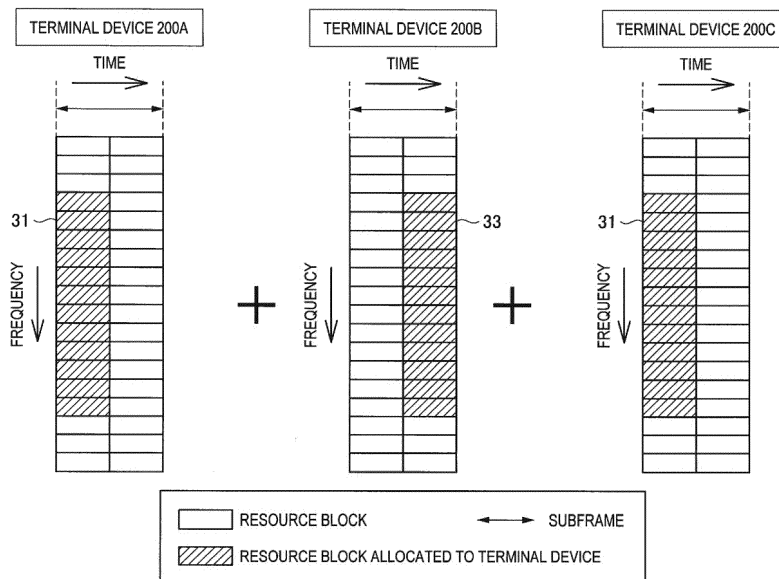 TERMINAL DEVICE 200A
TERMINAL DEVICE 200B
TERMINAL DEVICE 200C
TIME
TIME
TIME
31
33
31
FREQUENCY
+
FREQUENCY
+
FREQUENCY
RESOURCE BLOCK
SUBFRAME
RESOURCE BLOCK ALLOCATED TO TERMINAL DEVICE